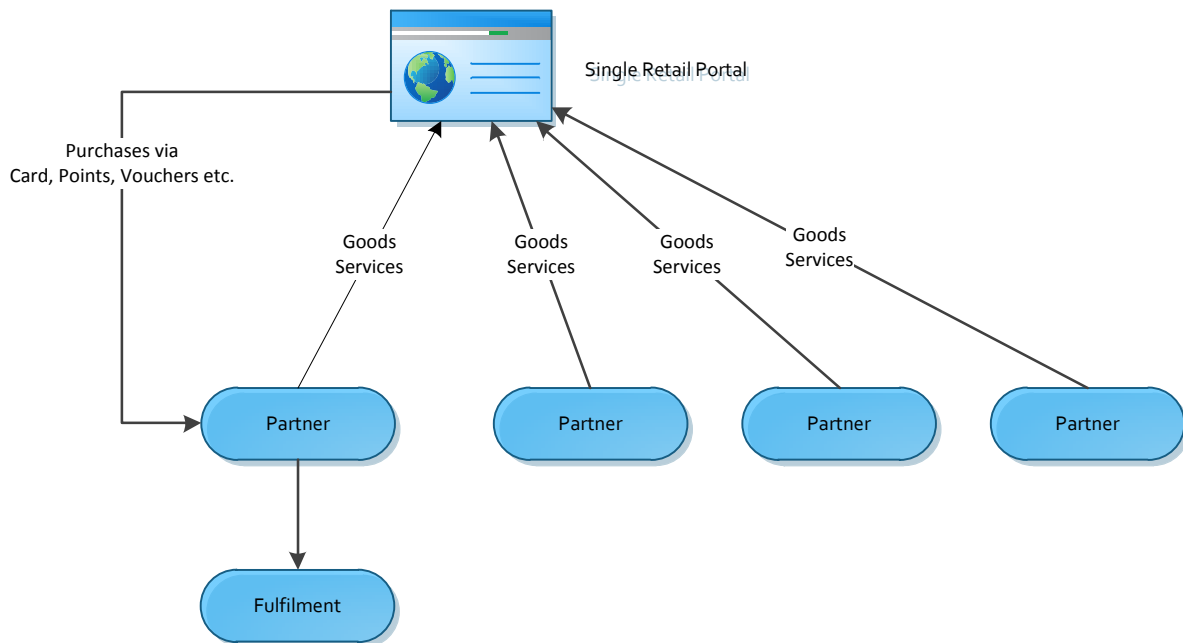 Single Retail Portal
Purchases via
Card, Points, Vouchers etc.
Goods
Services
Goods
Services
Goods
Services
Goods
Services
Partner
Partner
Partner
Partner
Fulfilment